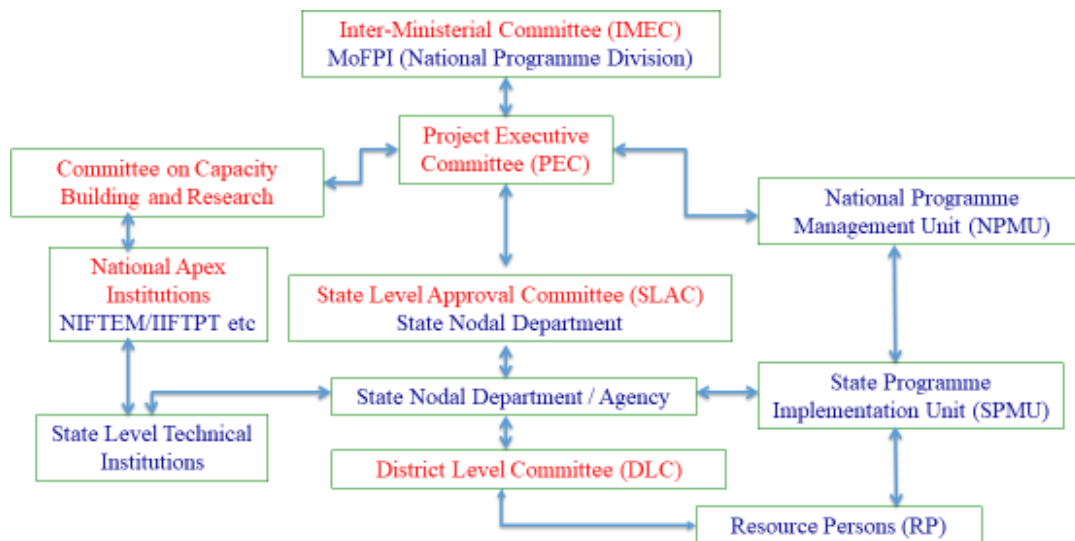 Inter-Ministerial Committee (IMEC)
MoFPI (National Programme Division)
Project Executive
Committee (PEC)
Committee on Capacity
Building and Research
National Programme
Management Unit (NPMU)
National Apex
Institutions
NIFTEM/IIFTPT etc
State Level Approval Committee (SLAC)
State Nodal Department
State Nodal Department / Agency
State Programme
Implementation Unit (SPMU)
State Level Technical
Institutions
District Level Committee (DLC)
Resource Persons (RP)